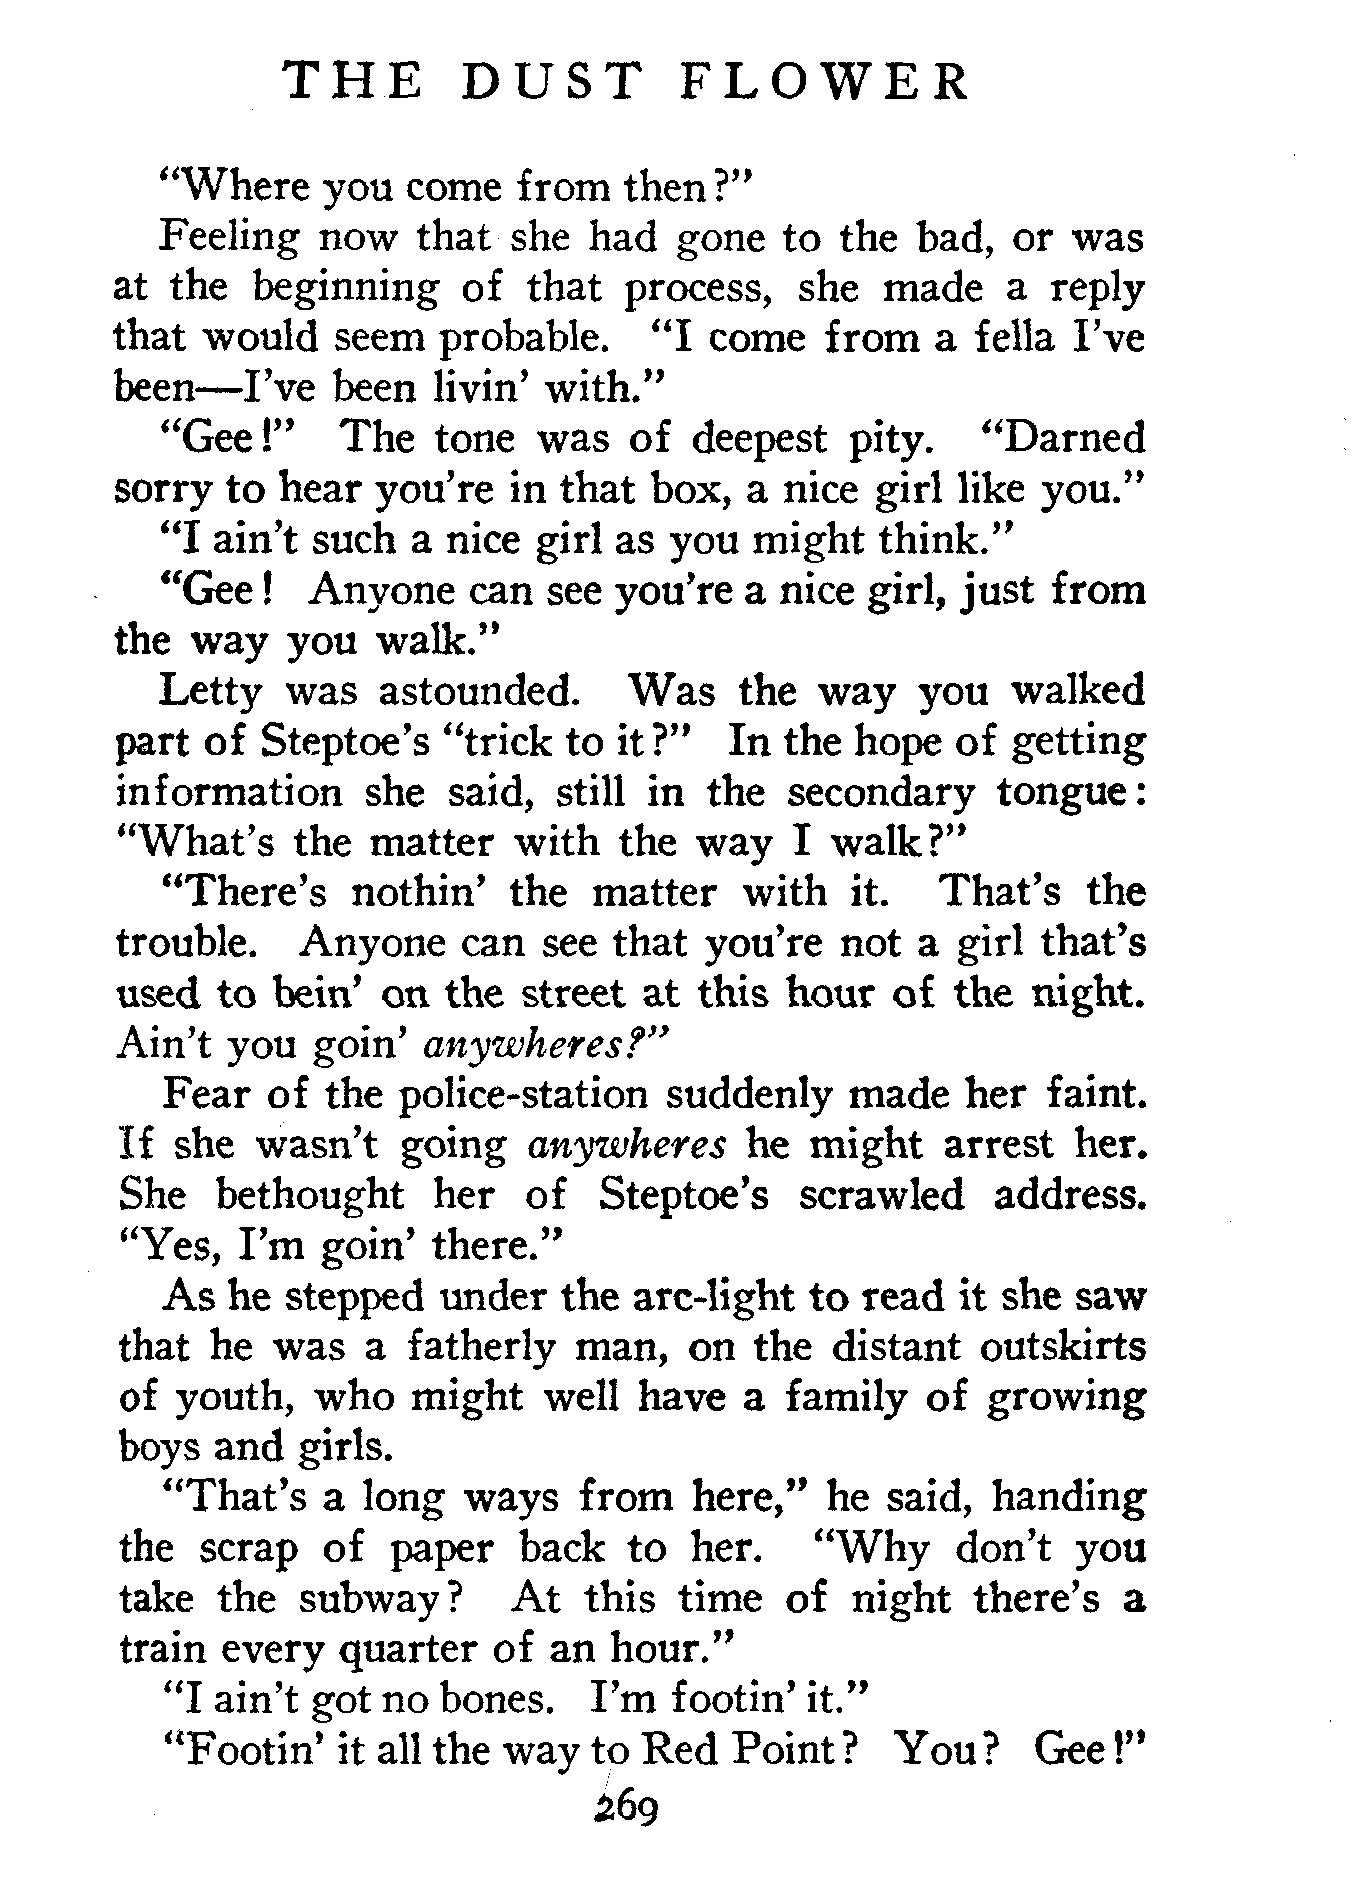 THE DUST FLOWER
“Where you come from then?”
Feeling now that she had gone to the bad, or was
at the beginning of that process, she made a reply
that would seem probable. “I come from a fella I’ve
been—I’ve been livin’ with.”
“Gee!” The tone was of deepest pity. “Darned
sorry to hear you’re in that box, a nice girl like you.”
“I ain’t such a nice girl as you might think.”
“Gee! Anyone can see you’re a nice girl, just from
the way you walk.”
Letty was astounded. Was the way you walked
part of Steptoe’s “trick to it?” In the hope of getting
information she said, still in the secondary tongue:
“What’s the matter with the way I walk?”
“There’s nothin’ the matter with it. That’s the
trouble. Anyone can see that you’re not a girl that’s
used to bein’ on the street at this hour of the night.
Ain’t you goin’ anywheres?”
Fear of the police-station suddenly made her faint.
If she wasn’t going anywheres he might arrest her.
She bethought her of Steptoe’s scrawled address.
“Yes, I’m goin’ there.”
As he stepped under the arc-light to read it she saw
that he was a fatherly man, on the distant outskirts
of youth, who might well have a family of growing
boys and girls.
“That’s a long ways from here,” he said, handing
the scrap of paper back to her. “Why don’t you
take the subway? At this time of night there’s a
train every quarter of an hour.”
“I ain’t got no bones. I’m footin’ it.”
“Footin’ it all the way to Red Point? You? Gee!”
269